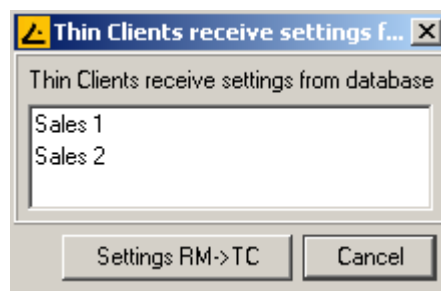 Thin Clients receive settings f...
Thin Clients receive settings from database
Sales 1
Sales 2
Settings RM->TC
Cancel